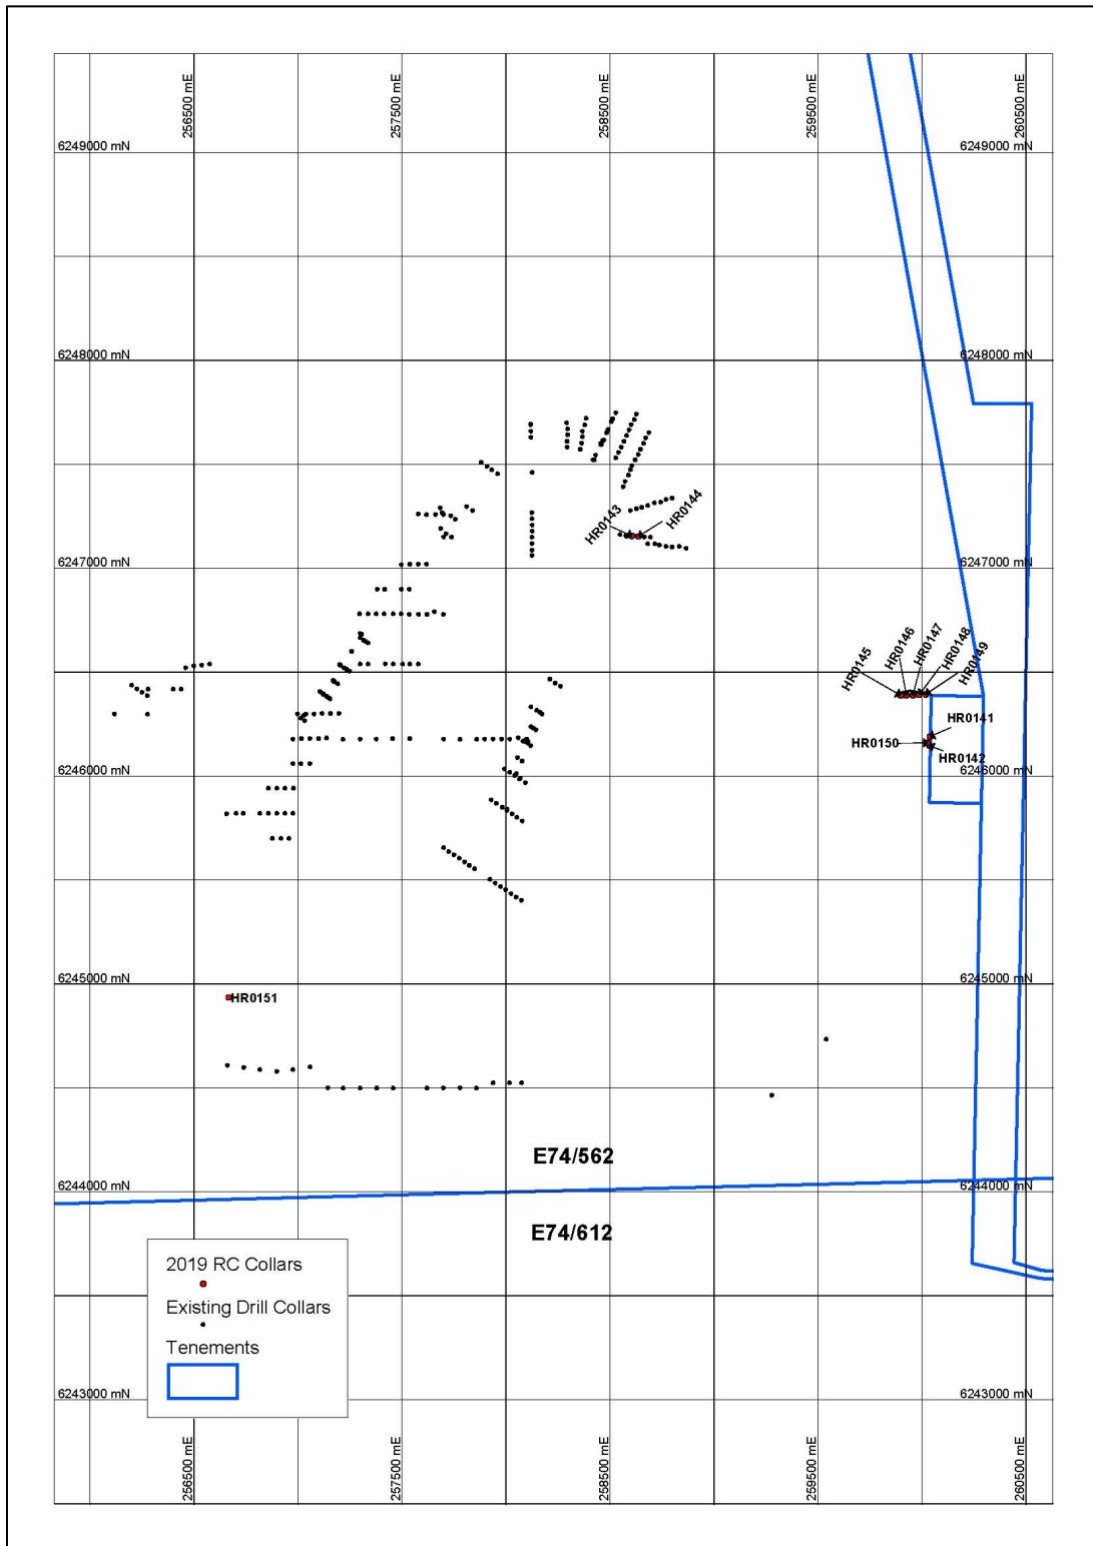 256500 mE
257500 mE
258500 mE
259500 mE
260500 mE
6249000 mN
6249000 mN
6248000 mN
6248000 mN
HR0143
HR0144
6247000 mN
6247000 mN
HR0145
HR0146
HR0147
HR0148
HR0149
HR0141
HR0150
HR0142
6246000 mN
6246000 mN
6245000 mN
6245000 mN
HR0151
E74/562
6244000 mN
6244000 mN
E74/612
2019 RC Collars
Existing Drill Collars
Tenements
6243000 mN
6243000 mN
256500 mE
257500 mE
258500 mE
259500 mE
260500 mE